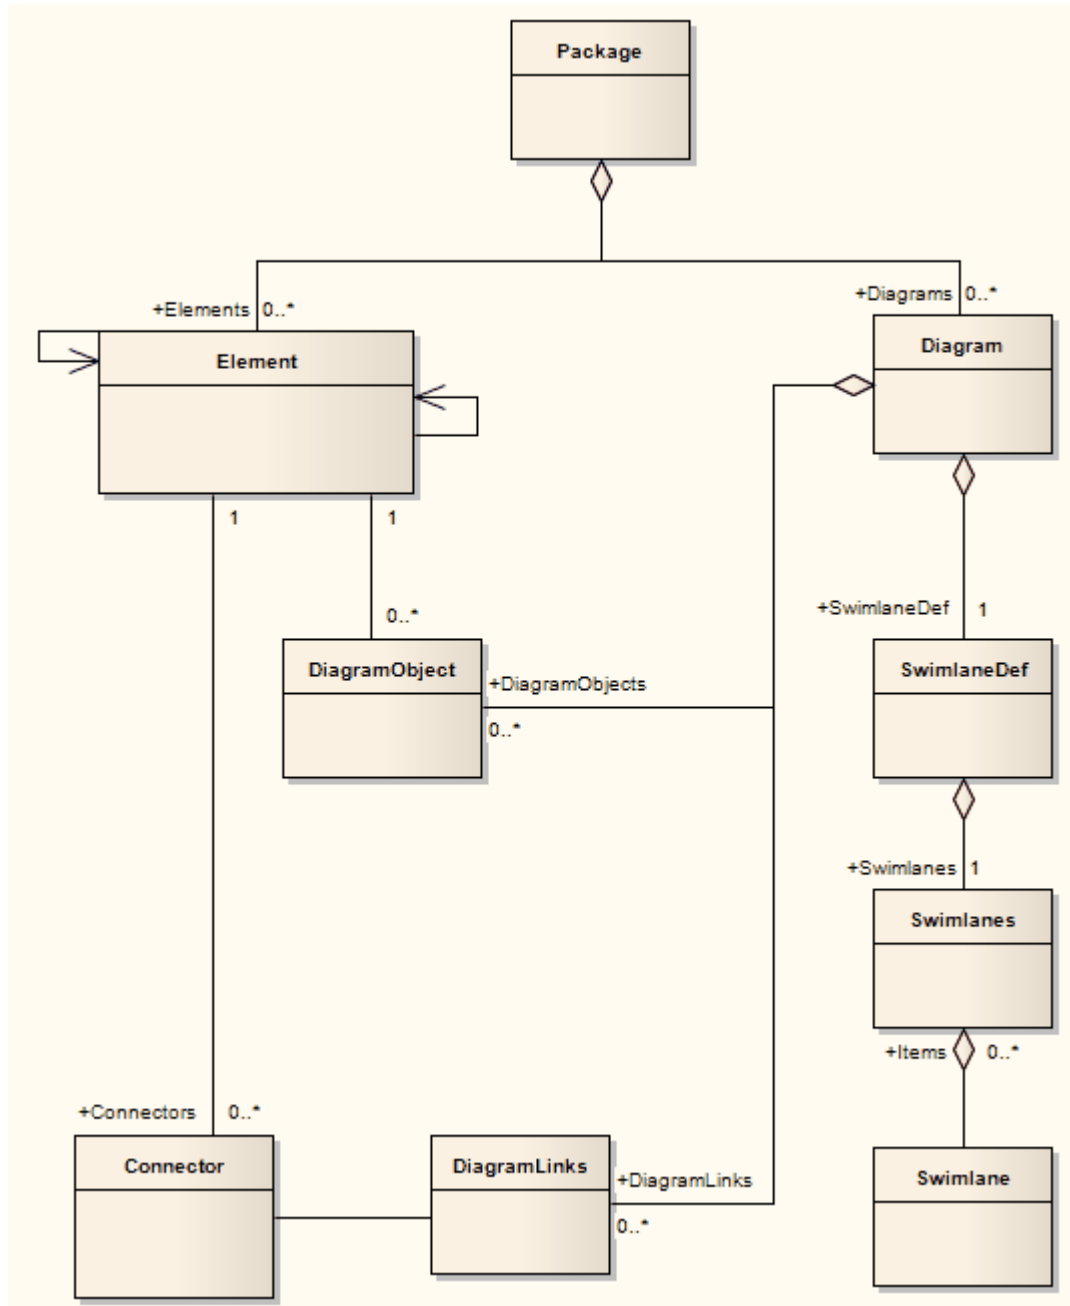 Package
+Elements 0..*
+Diagrams 0..*
Element
Diagram
1
1
0..*
+SwimlaneDef 1
DiagramObject
SwimlaneDef
+DiagramObjects
0..*
+Swimlanes 1
Swimlanes
+Items 0..*
+Connectors 0..*
Connector
DiagramLinks
+DiagramLinks
0..*
Swimlane